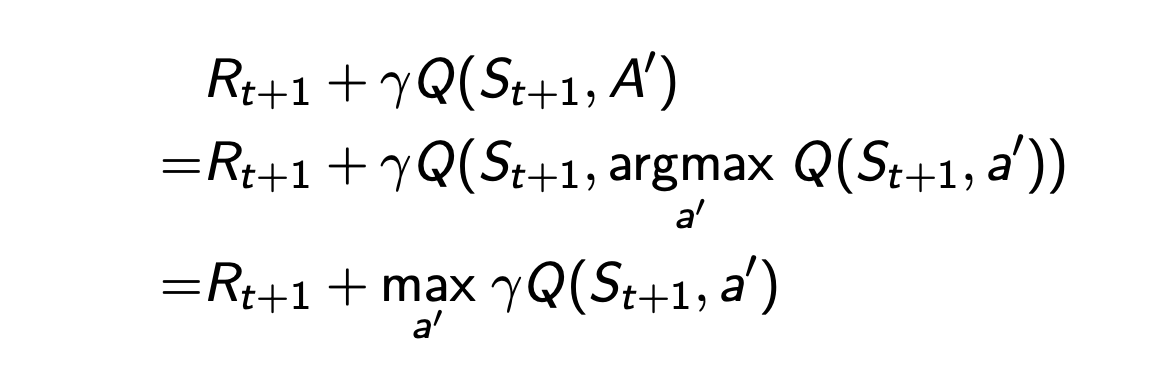 R_{t+1} + γQ(S_{t+1}, A′)
=R_{t+1} + γQ(S_{t+1}, argmax_{a′} Q(S_{t+1}, a′))
=R_{t+1} + max_{a′} γQ(S_{t+1}, a′)